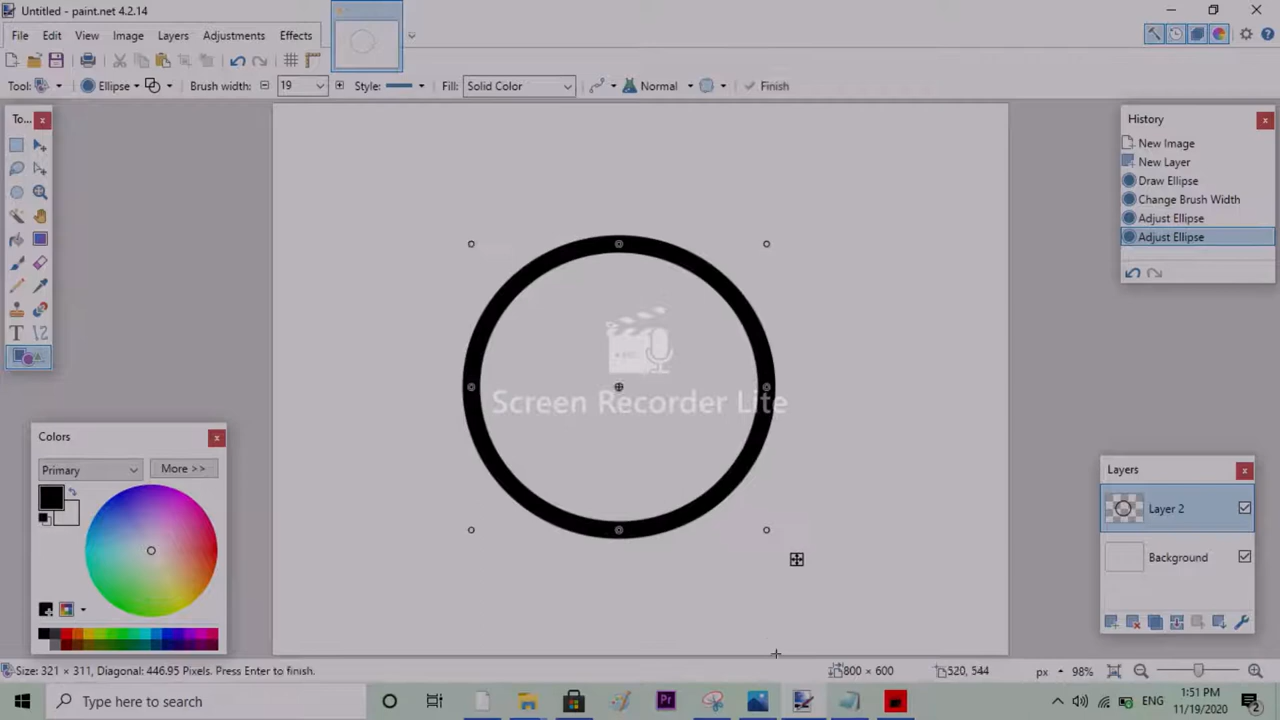 Untitled - paint.net 4.2.14
File Edit View Image Layers Adjustments Effects
Tool: Ellipse Brush width: 19 Style: Fill: Solid Color Normal Finish
To... x
History x
New Image
New Layer
Draw Ellipse
Change Brush Width
Adjust Ellipse
Adjust Ellipse
Screen Recorder Lite
Colors x
Primary More >>
Layers x
Layer 2
Background
Size: 321 × 311, Diagonal: 446.95 Pixels. Press Enter to finish. 800 × 600 520, 544 px 98%
Type here to search Pr ENG 1:51 PM
11/19/2020 2